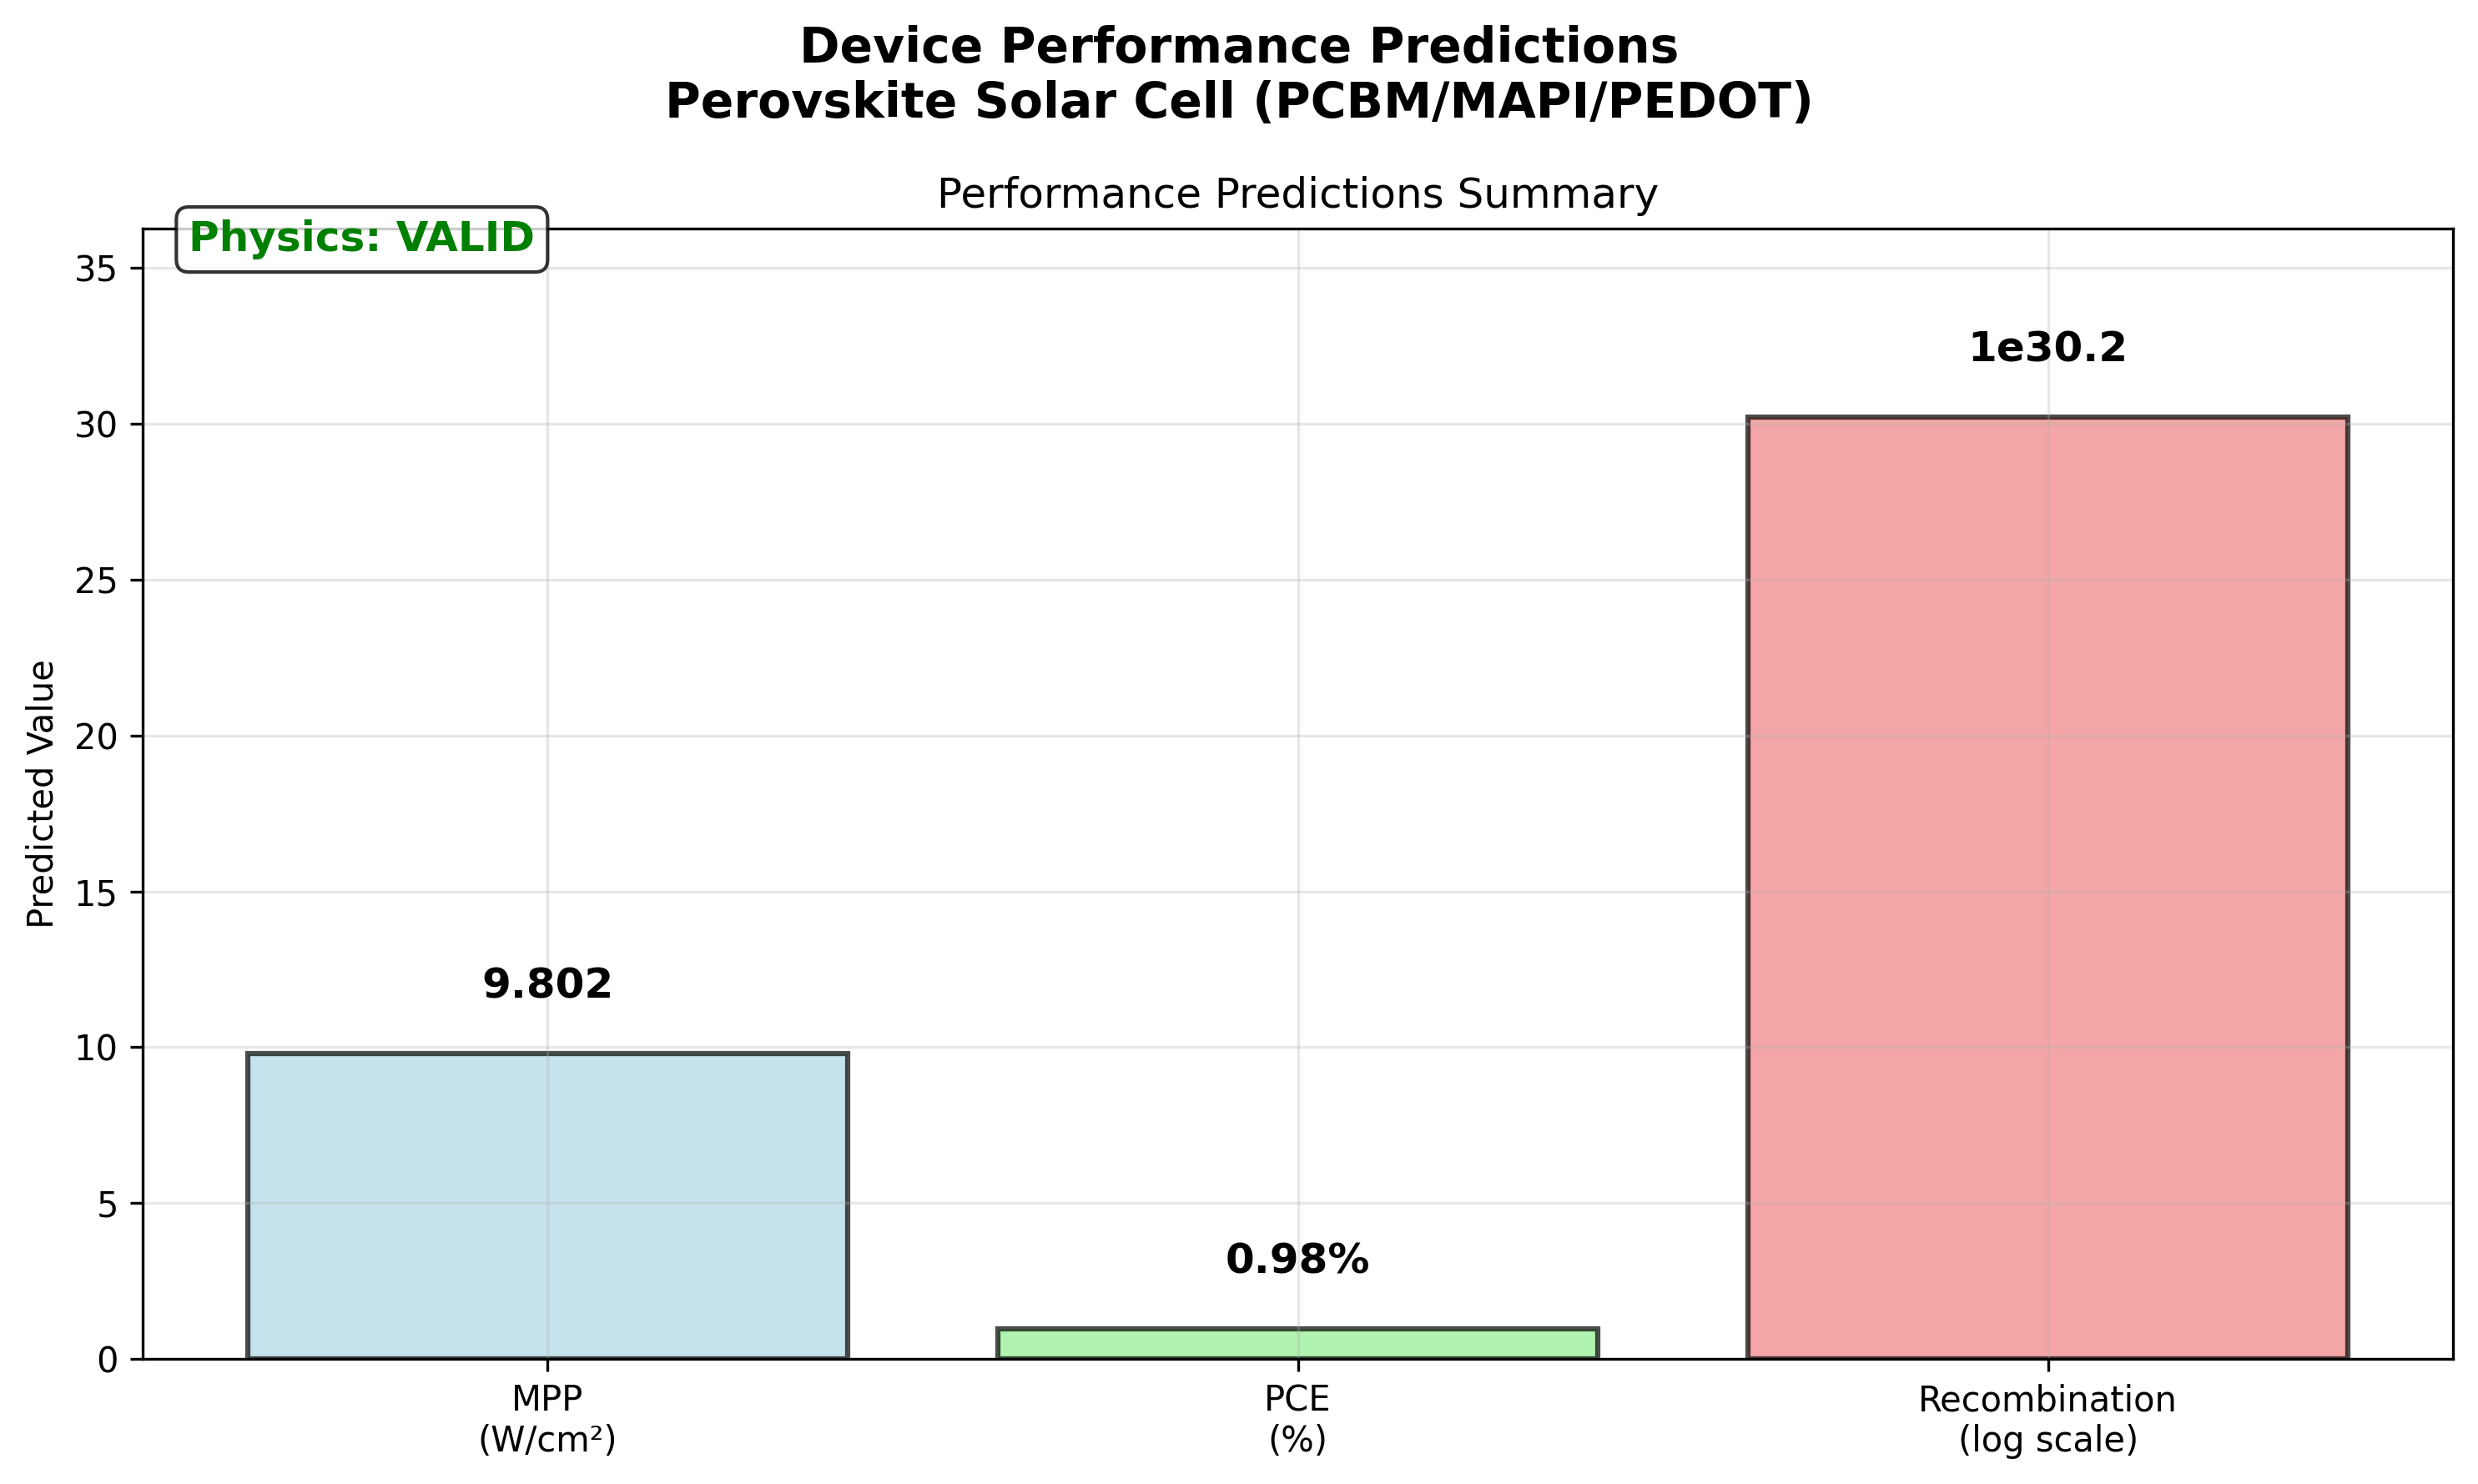 Device Performance Predictions
Perovskite Solar Cell (PCBM/MAPI/PEDOT)
Performance Predictions Summary
Physics: VALID
35
30
25
20
15
10
5
0
Predicted Value
9.802
0.98%
1e30.2
MPP
(W/cm²)
PCE
(%)
Recombination
(log scale)